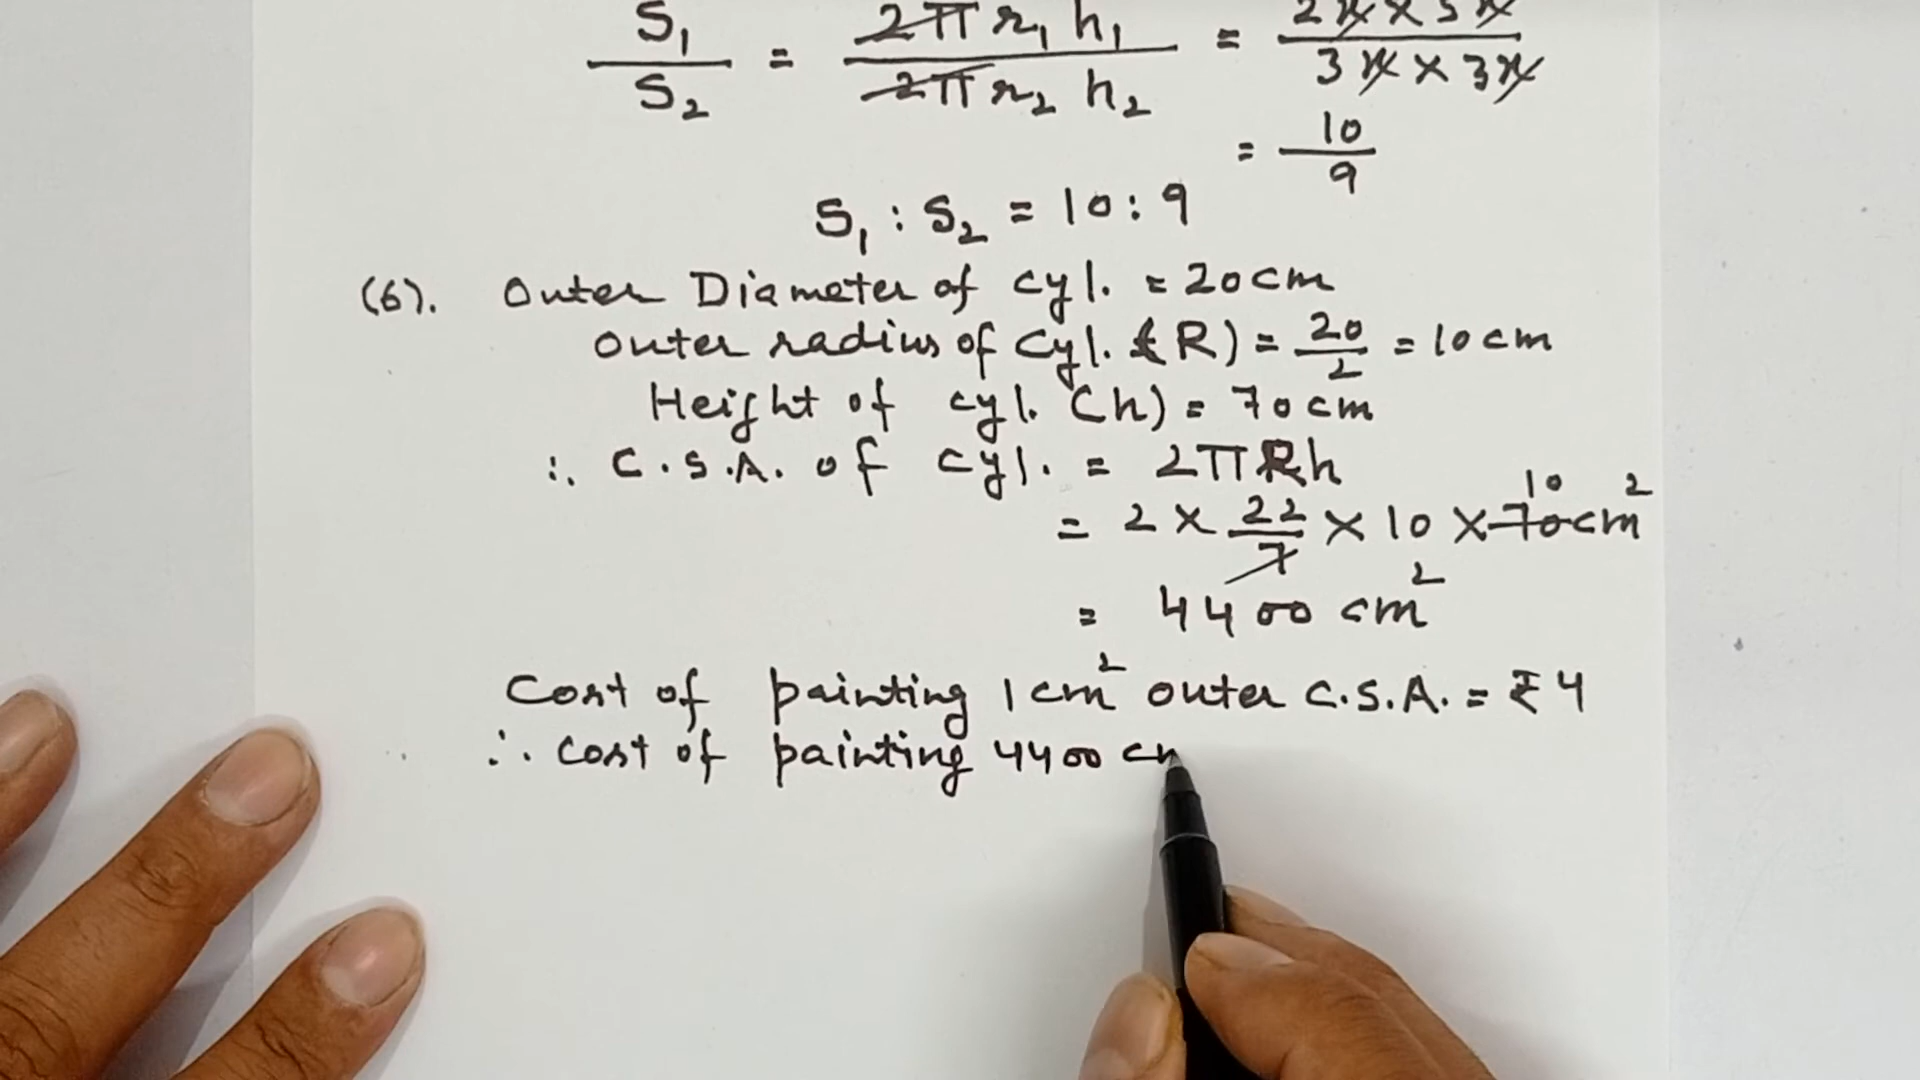 S₁/S₂ = 2πr₁h₁/2πr₂h₂ = 2x × 5x/3x × 3x
= 10/9
S₁ : S₂ = 10 : 9
(6). Outer Diameter of cyl. = 20cm
Outer radius of Cyl. (R) = 20/2 = 10cm
Height of cyl. (h) = 70cm
∴ C.S.A. of cyl. = 2πRh
10
= 2 × 22/7 × 10 × 70cm²
= 4400 cm²
Cost of painting 1cm² outer C.S.A. = ₹4
∴ Cost of painting 4400 cm